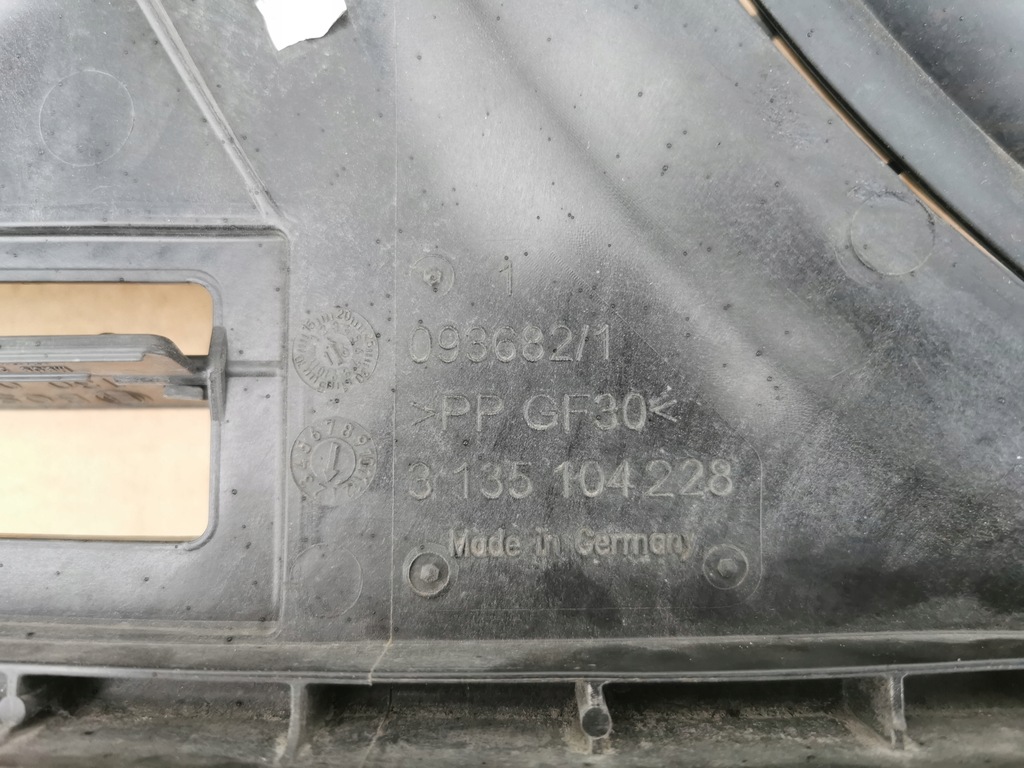 1
093682/1
>PP GF30<
3 135 104 228
Made in Germany